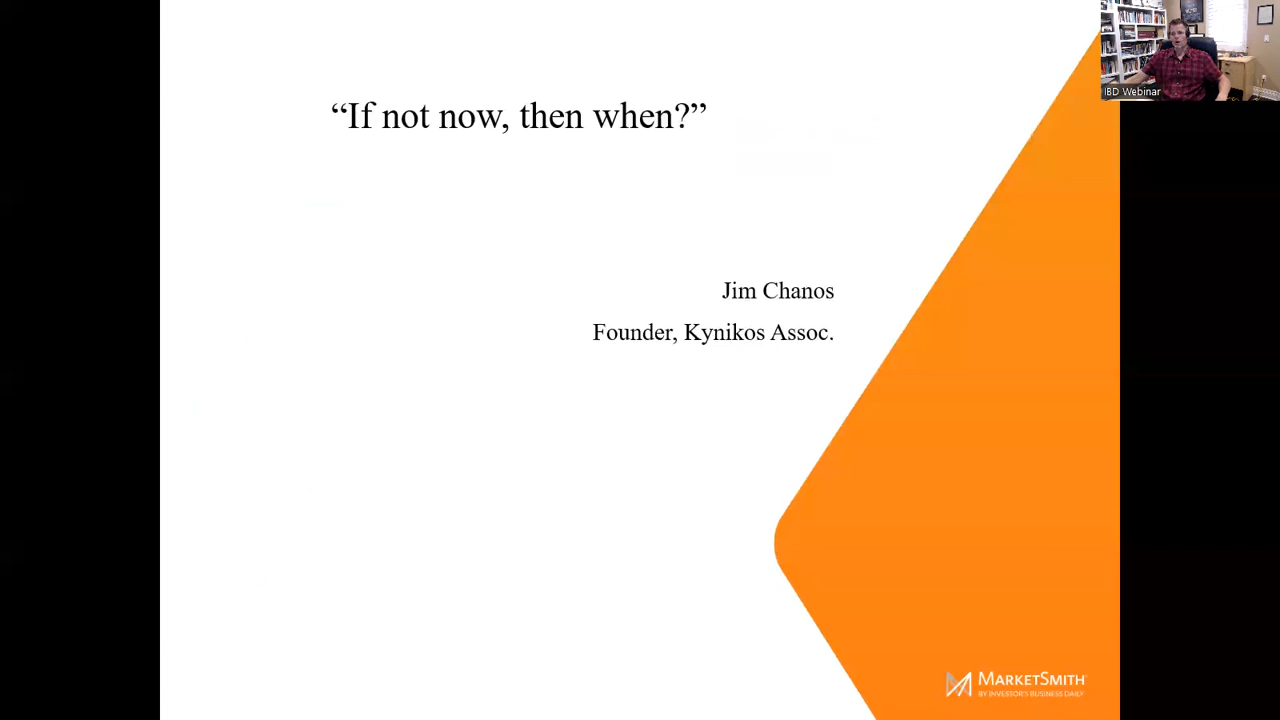 “If not now, then when?”
Jim Chanos
Founder, Kynikos Assoc.
IBD Webinar
MARKETSMITH
BY INVESTOR'S BUSINESS DAILY